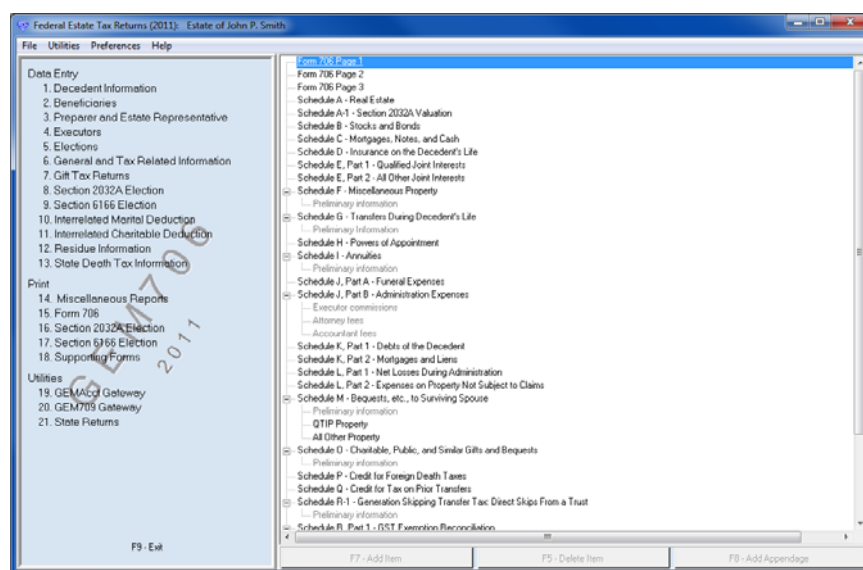 Federal Estate Tax Returns (2011): Estate of John P. Smith
File Utilities Preferences Help
Data Entry
1. Decedent Information
2. Beneficiaries
3. Preparer and Estate Representative
4. Executors
5. Elections
6. General and Tax Related Information
7. Gift Tax Returns
8. Section 2032A Election
9. Section 6166 Election
10. Interrelated Marital Deduction
11. Interrelated Charitable Deduction
12. Residue Information
13. State Death Tax Information
Print
14. Miscellaneous Reports
15. Form 706
16. Section 2032A Election
17. Section 6166 Election
18. Supporting Forms
Utilities
19. GEMAcct Gateway
20. GEM709 Gateway
21. State Returns
GEM706
2011
F9 - Exit
Form 706 Page 1
Form 706 Page 2
Form 706 Page 3
Schedule A - Real Estate
Schedule A-1 - Section 2032A Valuation
Schedule B - Stocks and Bonds
Schedule C - Mortgages, Notes, and Cash
Schedule D - Insurance on the Decedent's Life
Schedule E, Part 1 - Qualified Joint Interests
Schedule E, Part 2 - All Other Joint Interests
Schedule F - Miscellaneous Property
Preliminary information
Schedule G - Transfers During Decedent's Life
Preliminary Information
Schedule H - Powers of Appointment
Schedule I - Annuities
Preliminary information
Schedule J, Part A - Funeral Expenses
Schedule J, Part B - Administration Expenses
Executor commissions
Attorney fees
Accountant fees
Schedule K, Part 1 - Debts of the Decedent
Schedule K, Part 2 - Mortgages and Liens
Schedule L, Part 1 - Net Losses During Administration
Schedule L, Part 2 - Expenses on Property Not Subject to Claims
Schedule M - Bequests, etc., to Surviving Spouse
Preliminary information
QTIP Property
All Other Property
Schedule O - Charitable, Public, and Similar Gifts and Bequests
Preliminary information
Schedule P - Credit for Foreign Death Taxes
Schedule Q - Credit for Tax on Prior Transfers
Schedule R-1 - Generation Skipping Transfer Tax: Direct Skips From a Trust
Preliminary information
Schedule R, Part 1 - GST Exemption Reconciliation
F7 - Add Item
F5 - Delete Item
F8 - Add Appendage